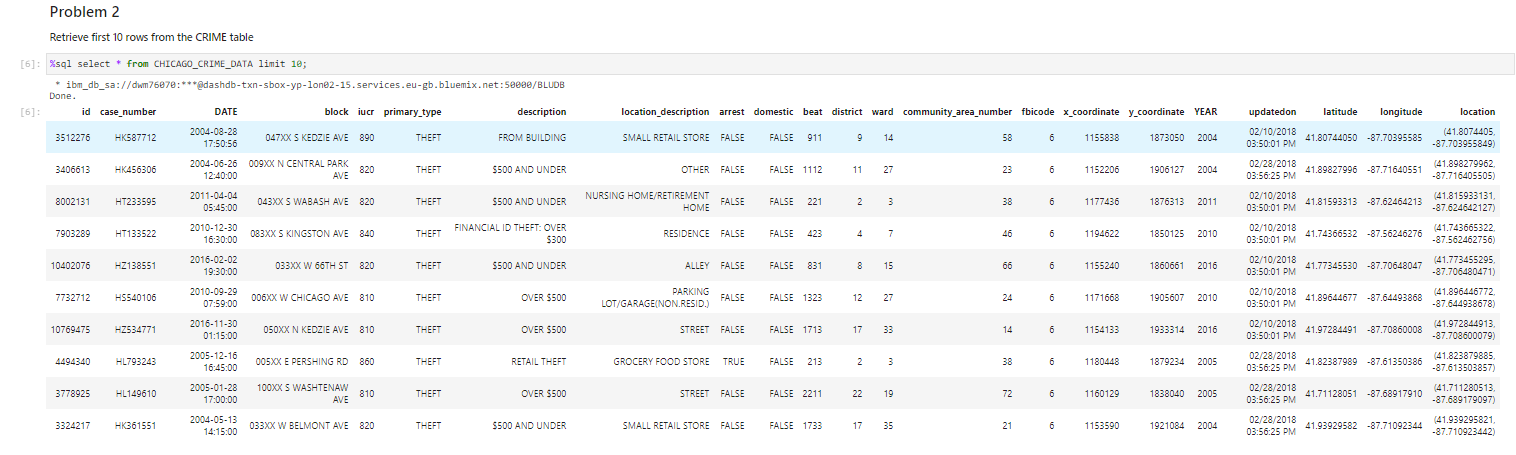 Problem 2
Retrieve first 10 rows from the CRIME table
[6]: %sql select * from CHICAGO_CRIME_DATA limit 10;
* ibm_db_sa://dwm76070:***@dashdb-txn-sbox-yp-lon02-15.services.eu-gb.bluemix.net:50000/BLUDB
Done.
[6]: id case_number DATE block iucr primary_type description location_description arrest domestic beat district ward community_area_number fbicode x_coordinate y_coordinate YEAR updatedon latitude longitude location
3512276 HK587712 2004-08-28 17:50:56 047XX S KEDZIE AVE 890 THEFT FROM BUILDING SMALL RETAIL STORE FALSE FALSE 911 9 14 58 6 1155838 1873050 2004 02/10/2018 03:50:01 PM 41.80744050 -87.70395585 (41.8074405, -87.703955849)
3406613 HK456306 2004-06-26 12:40:00 009XX N CENTRAL PARK AVE 820 THEFT $500 AND UNDER OTHER FALSE FALSE 1112 11 27 23 6 1152206 1906127 2004 02/28/2018 03:56:25 PM 41.89827996 -87.71640551 (41.898279962, -87.716405505)
8002131 HT233595 2011-04-04 05:45:00 043XX S WABASH AVE 820 THEFT $500 AND UNDER NURSING HOME/RETIREMENT HOME FALSE FALSE 221 2 3 38 6 1177436 1876313 2011 02/10/2018 03:50:01 PM 41.81593313 -87.62464213 (41.815933131, -87.624642127)
7903289 HT133522 2010-12-30 16:30:00 083XX S KINGSTON AVE 840 THEFT FINANCIAL ID THEFT: OVER $300 RESIDENCE FALSE FALSE 423 4 7 46 6 1194622 1850125 2010 02/10/2018 03:50:01 PM 41.74366532 -87.56246276 (41.743665322, -87.562462756)
10402076 HZ138551 2016-02-02 19:30:00 033XX W 66TH ST 820 THEFT $500 AND UNDER ALLEY FALSE FALSE 831 8 15 66 6 1155240 1860661 2016 02/10/2018 03:50:01 PM 41.77345530 -87.70648047 (41.773455295, -87.706480471)
7732712 HS540106 2010-09-29 07:59:00 006XX W CHICAGO AVE 810 THEFT OVER $500 PARKING LOT/GARAGE(NON.RESID.) FALSE FALSE 1323 12 27 24 6 1171668 1905607 2010 02/10/2018 03:50:01 PM 41.89644677 -87.64493868 (41.896446772, -87.644938678)
10769475 HZ534771 2016-11-30 01:15:00 050XX N KEDZIE AVE 810 THEFT OVER $500 STREET FALSE FALSE 1713 17 33 14 6 1154133 1933314 2016 02/10/2018 03:50:01 PM 41.97284491 -87.70860008 (41.972844913, -87.708600079)
4494340 HL793243 2005-12-16 16:45:00 005XX E PERSHING RD 860 THEFT RETAIL THEFT GROCERY FOOD STORE TRUE FALSE 213 2 3 38 6 1180448 1879234 2005 02/28/2018 03:56:25 PM 41.82387989 -87.61350386 (41.823879885, -87.613503857)
3778925 HL149610 2005-01-28 17:00:00 100XX S WASHTENAW AVE 810 THEFT OVER $500 STREET FALSE FALSE 2211 22 19 72 6 1160129 1838040 2005 02/28/2018 03:56:25 PM 41.71128051 -87.68917910 (41.711280513, -87.689179097)
3324217 HK361551 2004-05-13 14:15:00 033XX W BELMONT AVE 820 THEFT $500 AND UNDER SMALL RETAIL STORE FALSE FALSE 1733 17 35 21 6 1153590 1921084 2004 02/28/2018 03:56:25 PM 41.93929582 -87.71092344 (41.939295821, -87.710923442)